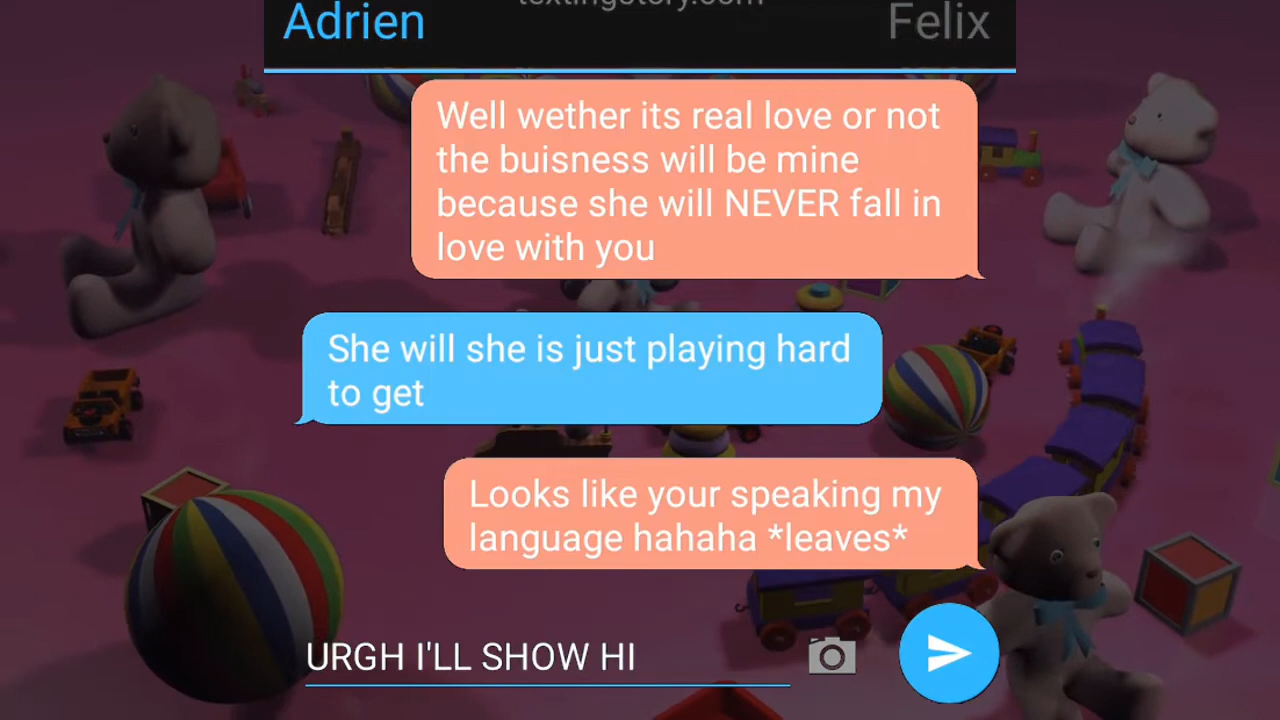 textingstory.com
Adrien
Felix
Well wether its real love or not
the buisness will be mine
because she will NEVER fall in
love with you
She will she is just playing hard
to get
Looks like your speaking my
language hahaha *leaves*
URGH I'LL SHOW HI